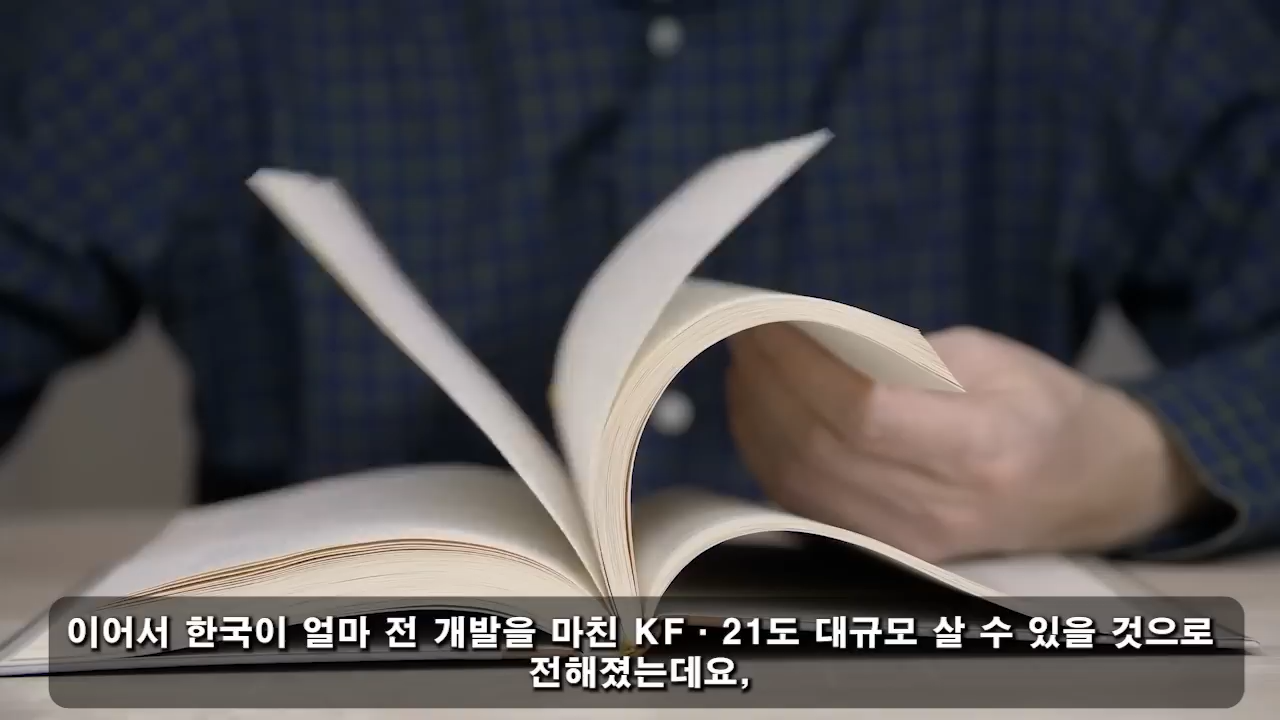 이어서 한국이 얼마 전 개발을 마친 KF·21도 대규모 살 수 있을 것으로
전해졌는데요,